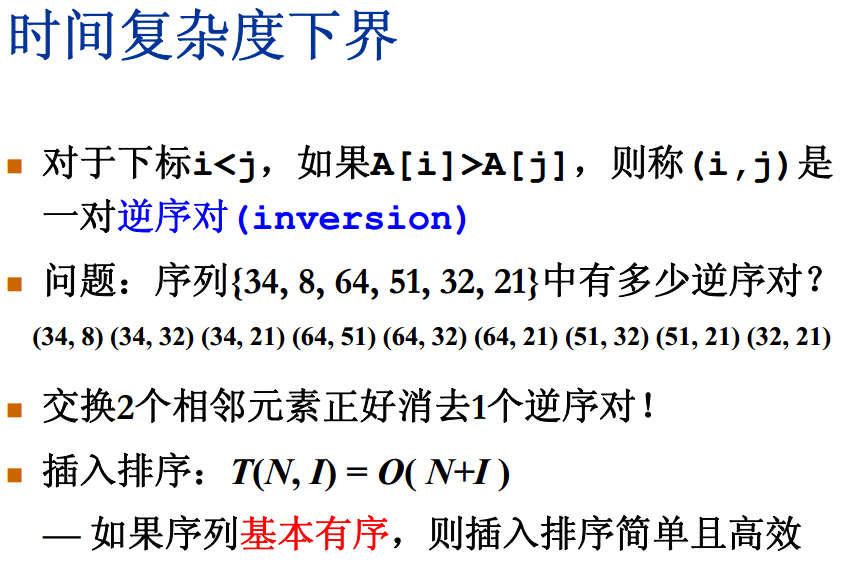 时间复杂度下界
对于下标i<j，如果A[i]>A[j]，则称(i,j)是
一对逆序对(inversion)
问题：序列{34, 8, 64, 51, 32, 21}中有多少逆序对？
(34, 8) (34, 32) (34, 21) (64, 51) (64, 32) (64, 21) (51, 32) (51, 21) (32, 21)
交换2个相邻元素正好消去1个逆序对！
插入排序：T(N, I) = O( N+I )
— 如果序列基本有序，则插入排序简单且高效